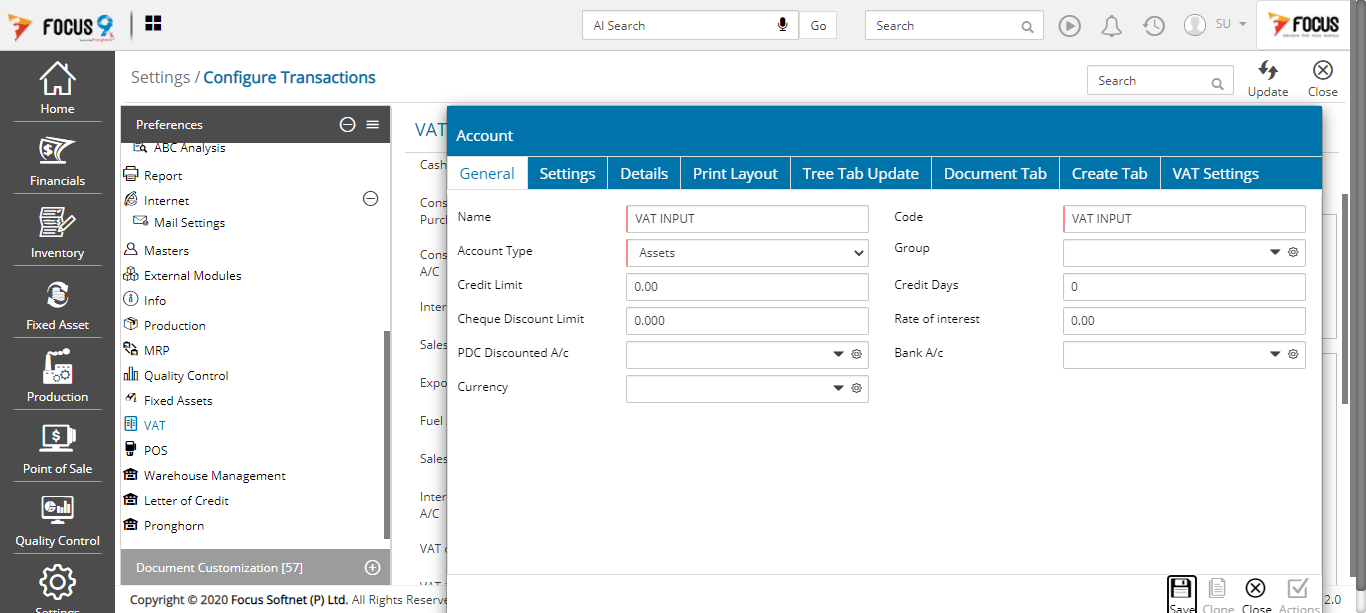 FOCUS 9
AI Search
Go
Search
SU
FOCUS
Home
Financials
Inventory
Fixed Asset
Production
Point of Sale
Quality Control
Settings
Settings / Configure Transactions
Search
Update
Close
Preferences
ABC Analysis
Report
Internet
Mail Settings
Masters
External Modules
Info
Production
MRP
Quality Control
Fixed Assets
VAT
POS
Warehouse Management
Letter of Credit
Pronghorn
Document Customization [57]
VAT
Cash
Cons
Purc
Cons
A/C
Inter
Sales
Expo
Fuel
Sales
Inter
A/C
VAT
Account
General
Settings
Details
Print Layout
Tree Tab Update
Document Tab
Create Tab
VAT Settings
Name VAT INPUT Code VAT INPUT
Account Type Assets Group
Credit Limit 0.00 Credit Days 0
Cheque Discount Limit 0.000 Rate of interest 0.00
PDC Discounted A/c Bank A/c
Currency
Save Clone Close Actions
Copyright © 2020 Focus Softnet (P) Ltd. All Rights Reserve
2.0